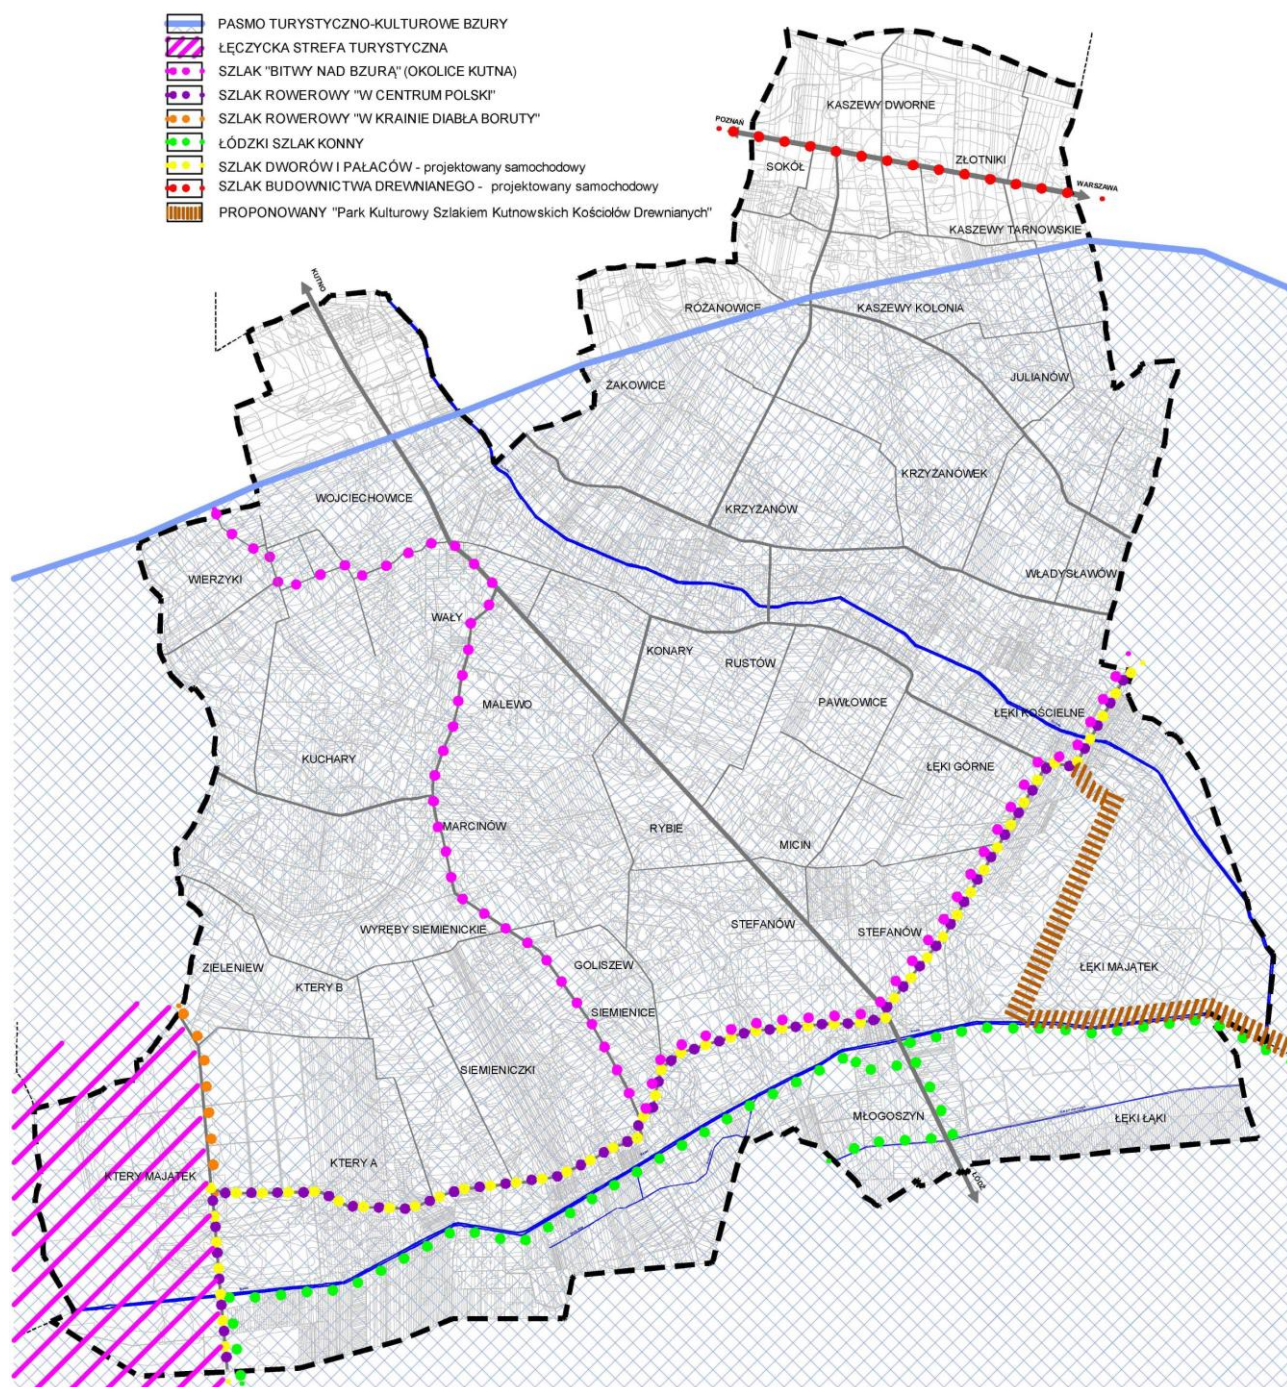 PASMO TURYSTYCZNO-KULTUROWE BZURY
ŁĘCZYCKA STREFA TURYSTYCZNA
SZLAK "BITWY NAD BZURĄ" (OKOLICE KUTNA)
SZLAK ROWEROWY "W CENTRUM POLSKI"
SZLAK ROWEROWY "W KRAINIE DIABŁA BORUTY"
ŁÓDZKI SZLAK KONNY
SZLAK DWORÓW I PAŁACÓW - projektowany samochodowy
SZLAK BUDOWNICTWA DREWNIANEGO - projektowany samochodowy
PROPONOWANY "Park Kulturowy Szlakiem Kutnowskich Kościołów Drewnianych"
KASZEWY DWORNE
POZNAŃ
SOKÓŁ
ZŁOTNIKI
WARSZAWA
KASZEWY TARNOWSKIE
KUTNO
RÓŻANOWICE
KASZEWY KOLONIA
ŻAKOWICE
JULIANÓW
KRZYŻANÓWEK
WOJCIECHOWICE
KRZYŻANÓW
WIERZYKI
WŁADYSŁAWÓW
WAŁY
KONARY
RUSTÓW
MALEWO
PAWŁOWICE
ŁĘKI KOŚCIELNE
KUCHARY
ŁĘKI GÓRNE
MARCINÓW
RYBIE
MICIN
WYRĘBY SIEMIENICKIE
STEFANÓW
STEFANÓW
ZIELENIEW
GOLISZEW
ŁĘKI MAJĄTEK
KTERY B
SIEMIENICE
SIEMIENICZKI
MŁOGOSZYN
ŁĘKI ŁĄKI
KTERY A
KTERY MAJĄTEK
ŁÓDŹ